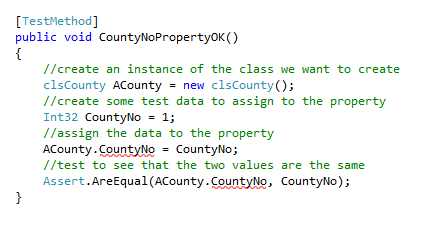 [TestMethod]
public void CountyNoPropertyOK()
{
    //create an instance of the class we want to create
    clsCounty ACounty = new clsCounty();
    //create some test data to assign to the property
    Int32 CountyNo = 1;
    //assign the data to the property
    ACounty.CountyNo = CountyNo;
    //test to see that the two values are the same
    Assert.AreEqual(ACounty.CountyNo, CountyNo);
}